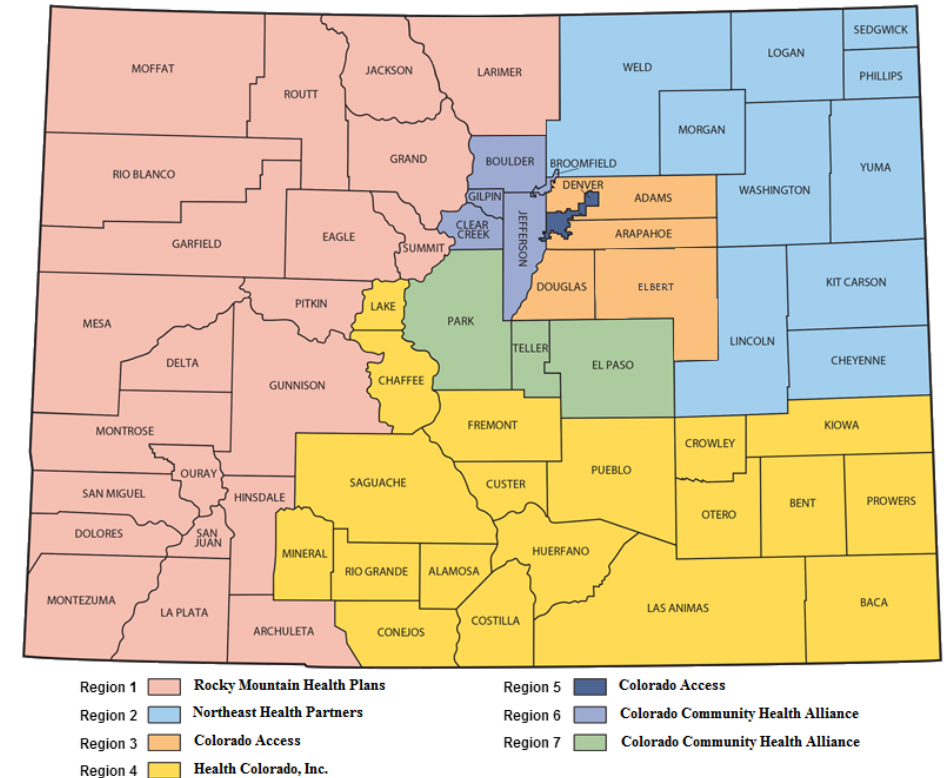 SEDGWICK
LOGAN
MOFFAT
JACKSON
LARIMER
WELD
PHILLIPS
ROUTT
MORGAN
GRAND
BOULDER
BROOMFIELD
YUMA
RIO BLANCO
DENVER
WASHINGTON
GILPIN
ADAMS
CLEAR
CREEK
JEFFERSON
ARAPAHOE
EAGLE
GARFIELD
SUMMIT
KIT CARSON
DOUGLAS
ELBERT
PITKIN
LAKE
MESA
PARK
LINCOLN
TELLER
CHEYENNE
DELTA
EL PASO
GUNNISON
CHAFFEE
FREMONT
KIOWA
MONTROSE
CROWLEY
OURAY
PUEBLO
SAGUACHE
CUSTER
SAN MIGUEL
HINSDALE
BENT
PROWERS
OTERO
DOLORES
SAN
JUAN
MINERAL
HUERFANO
RIO GRANDE
ALAMOSA
MONTEZUMA
LA PLATA
COSTILLA
LAS ANIMAS
BACA
ARCHULETA
CONEJOS
Region 1 Rocky Mountain Health Plans
Region 2 Northeast Health Partners
Region 3 Colorado Access
Region 4 Health Colorado, Inc.
Region 5 Colorado Access
Region 6 Colorado Community Health Alliance
Region 7 Colorado Community Health Alliance